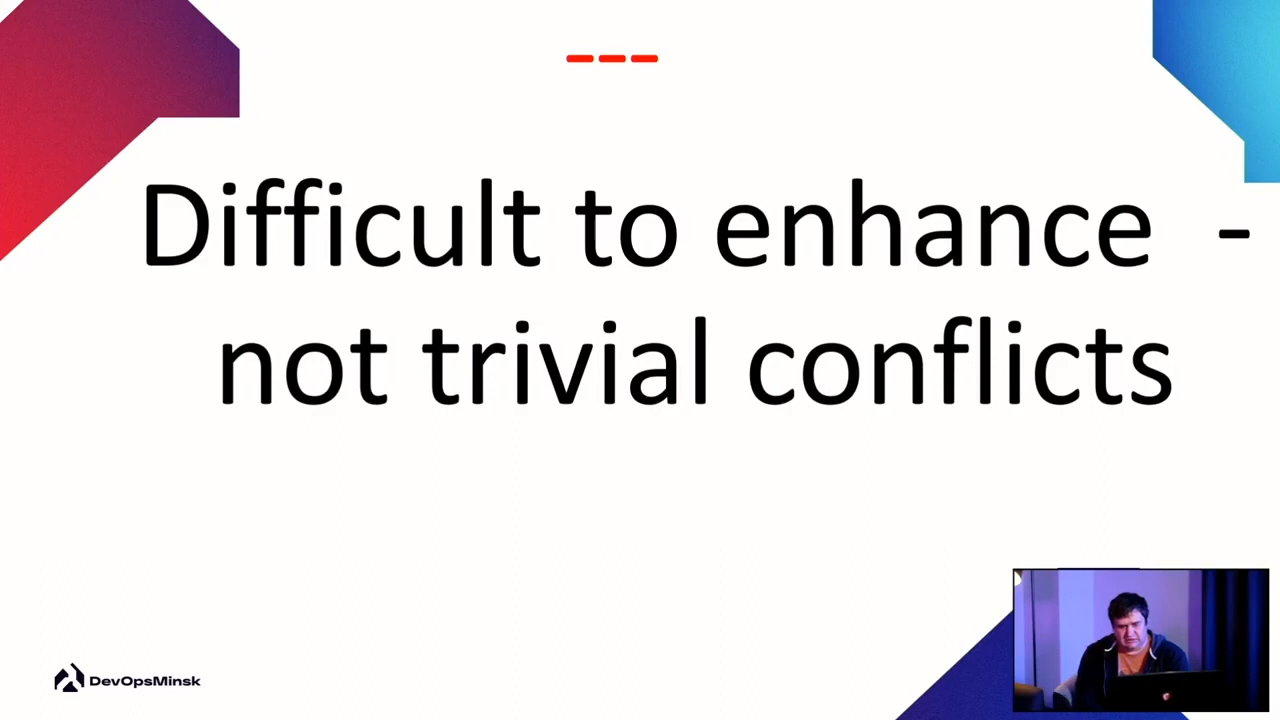 ---
Difficult to enhance -
not trivial conflicts
DevOpsMinsk